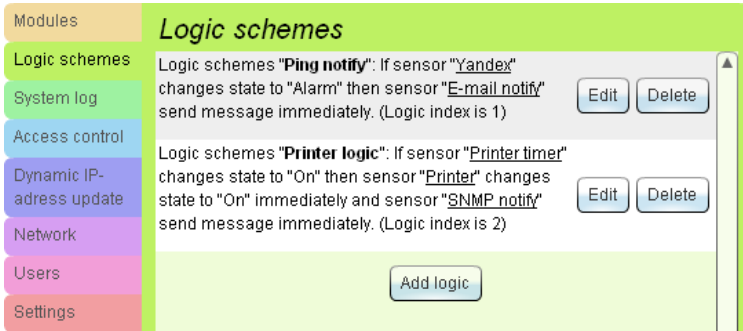 Modules
Logic schemes
System log
Access control
Dynamic IP-
adress update
Network
Users
Settings
Logic schemes
Logic schemes "Ping notify": If sensor "Yandex"
changes state to "Alarm" then sensor "E-mail notify"
send message immediately. (Logic index is 1)
Edit
Delete
Logic schemes "Printer logic": If sensor "Printer timer"
changes state to "On" then sensor "Printer" changes
state to "On" immediately and sensor "SNMP notify"
send message immediately. (Logic index is 2)
Edit
Delete
Add logic